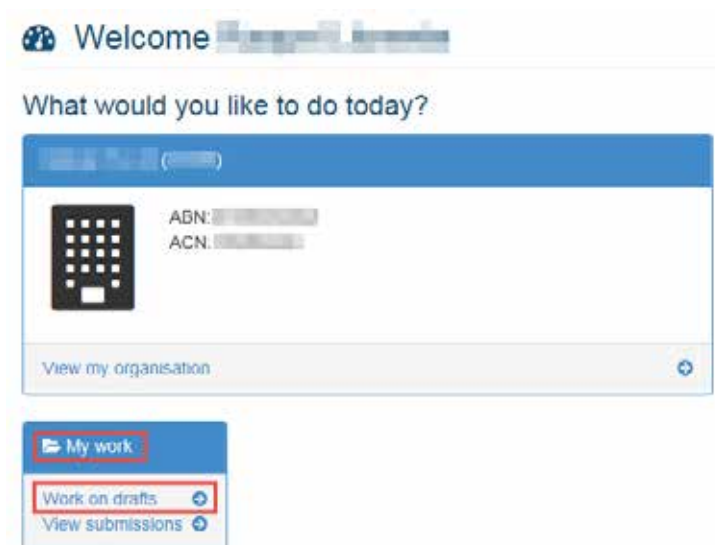 Welcome
What would you like to do today?
( )
ABN:
ACN:
View my organisation
My work
Work on drafts
View submissions